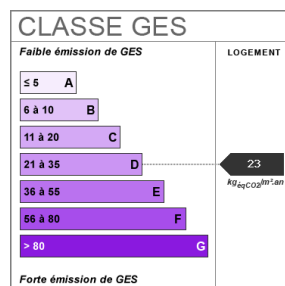 CLASSE GES
Faible émission de GES
LOGEMENT
≤ 5 A
6 à 10 B
11 à 20 C
21 à 35 D
23
kgéqCO2/m².an
36 à 55 E
56 à 80 F
> 80 G
Forte émission de GES